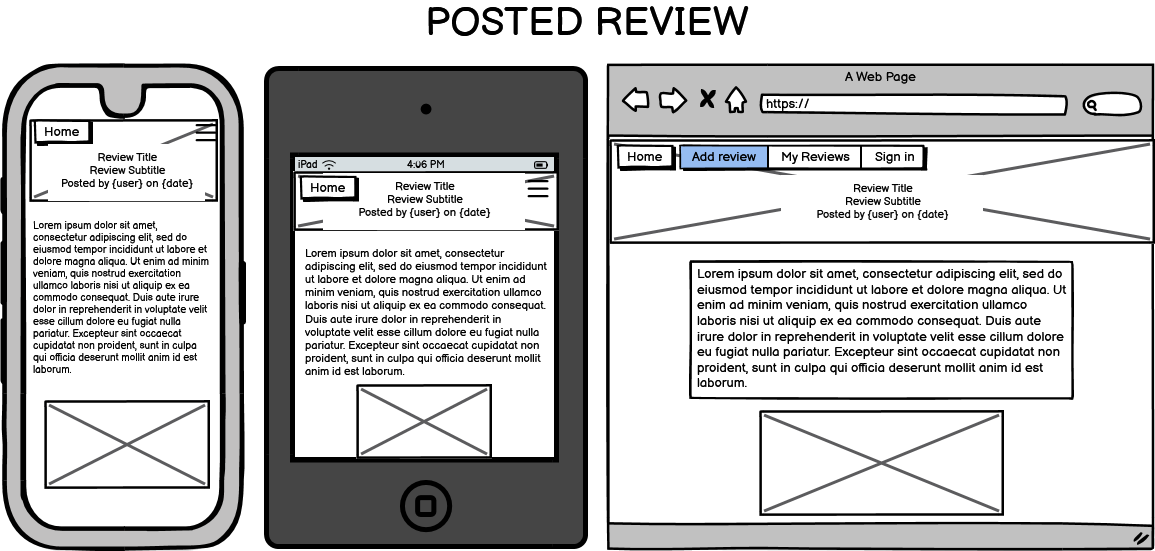 POSTED REVIEW
Home
Review Title
Review Subtitle
Posted by {user} on {date}
Lorem ipsum dolor sit amet,
consectetur adipiscing elit, sed do
eiusmod tempor incididunt ut labore et
dolore magna aliqua. Ut enim ad minim
veniam, quis nostrud exercitation
ullamco laboris nisi ut aliquip ex ea
commodo consequat. Duis aute irure
dolor in reprehenderit in voluptate velit
esse cillum dolore eu fugiat nulla
pariatur. Excepteur sint occaecat
cupidatat non proident, sunt in culpa
qui officia deserunt mollit anim id est
laborum.
iPad
4:06 PM
Home
Review Title
Review Subtitle
Posted by {user} on {date}
Lorem ipsum dolor sit amet, consectetur
adipiscing elit, sed do eiusmod tempor incididunt
ut labore et dolore magna aliqua. Ut enim ad
minim veniam, quis nostrud exercitation ullamco
laboris nisi ut aliquip ex ea commodo consequat.
Duis aute irure dolor in reprehenderit in
voluptate velit esse cillum dolore eu fugiat nulla
pariatur. Excepteur sint occaecat cupidatat non
proident, sunt in culpa qui officia deserunt mollit
anim id est laborum.
A Web Page
https://
Home
Add review
My Reviews
Sign in
Review Title
Review Subtitle
Posted by {user} on {date}
Lorem ipsum dolor sit amet, consectetur adipiscing elit, sed do
eiusmod tempor incididunt ut labore et dolore magna aliqua. Ut
enim ad minim veniam, quis nostrud exercitation ullamco
laboris nisi ut aliquip ex ea commodo consequat. Duis aute
irure dolor in reprehenderit in voluptate velit esse cillum dolore
eu fugiat nulla pariatur. Excepteur sint occaecat cupidatat non
proident, sunt in culpa qui officia deserunt mollit anim id est
laborum.